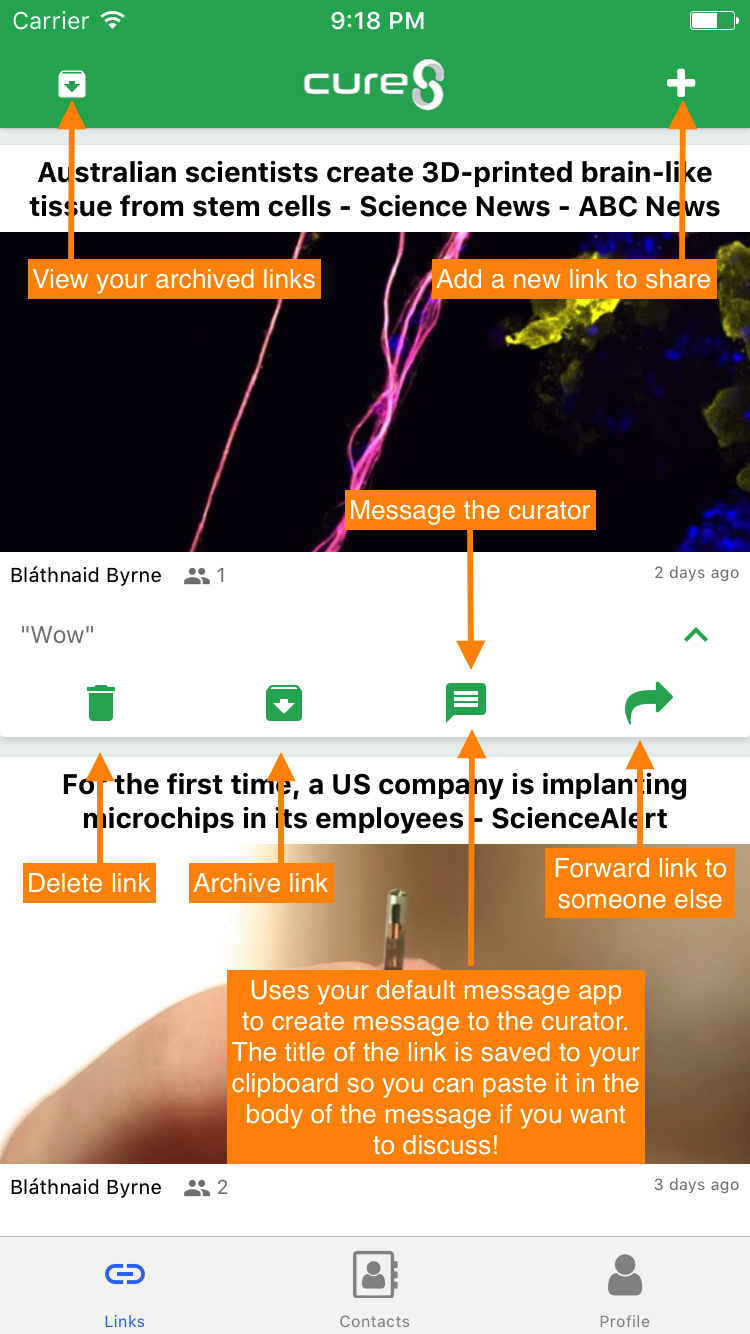 Carrier 9:18 PM
cure8
Australian scientists create 3D-printed brain-like
tissue from stem cells - Science News - ABC News
View your archived links
Add a new link to share
Message the curator
Bláthnaid Byrne 1 2 days ago
"Wow"
For the first time, a US company is implanting
microchips in its employees - ScienceAlert
Delete link
Archive link
Forward link to
someone else
Uses your default message app
to create message to the curator.
The title of the link is saved to your
clipboard so you can paste it in the
body of the message if you want
to discuss!
Bláthnaid Byrne 2 3 days ago
Links Contacts Profile